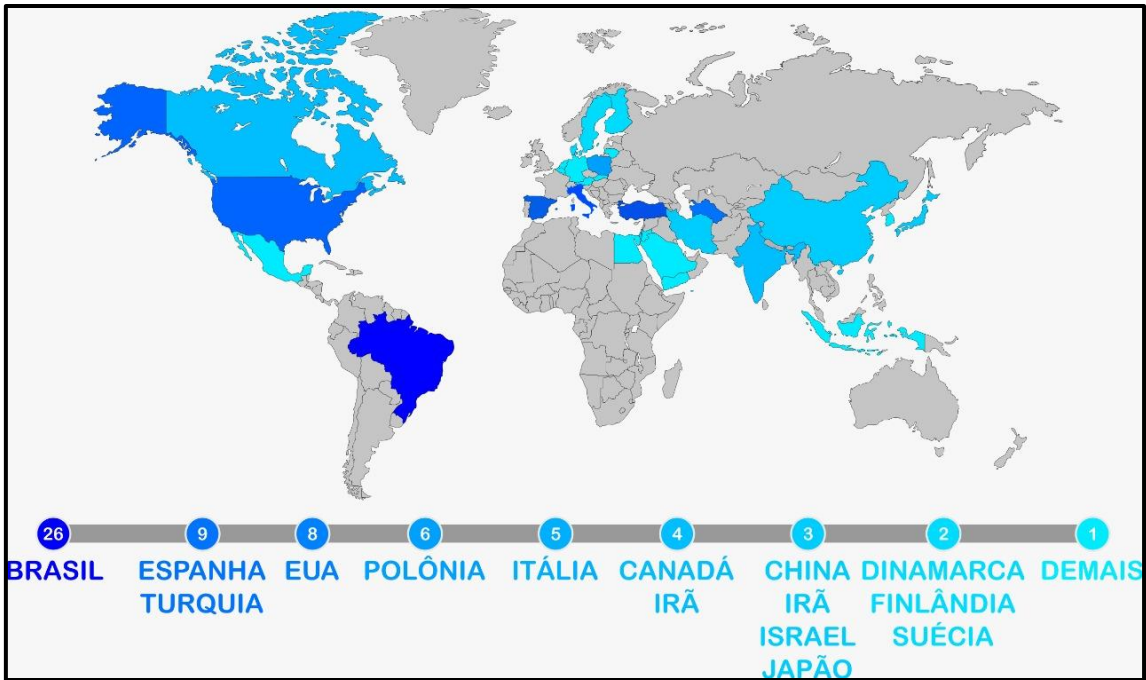 26 9 8 6 5 4 3 2 1
BRASIL ESPANHA EUA POLÔNIA ITÁLIA CANADÁ CHINA DINAMARCA DEMAIS
TURQUIA IRÃ IRÃ FINLÂNDIA
ISRAEL SUÉCIA
JAPÃO